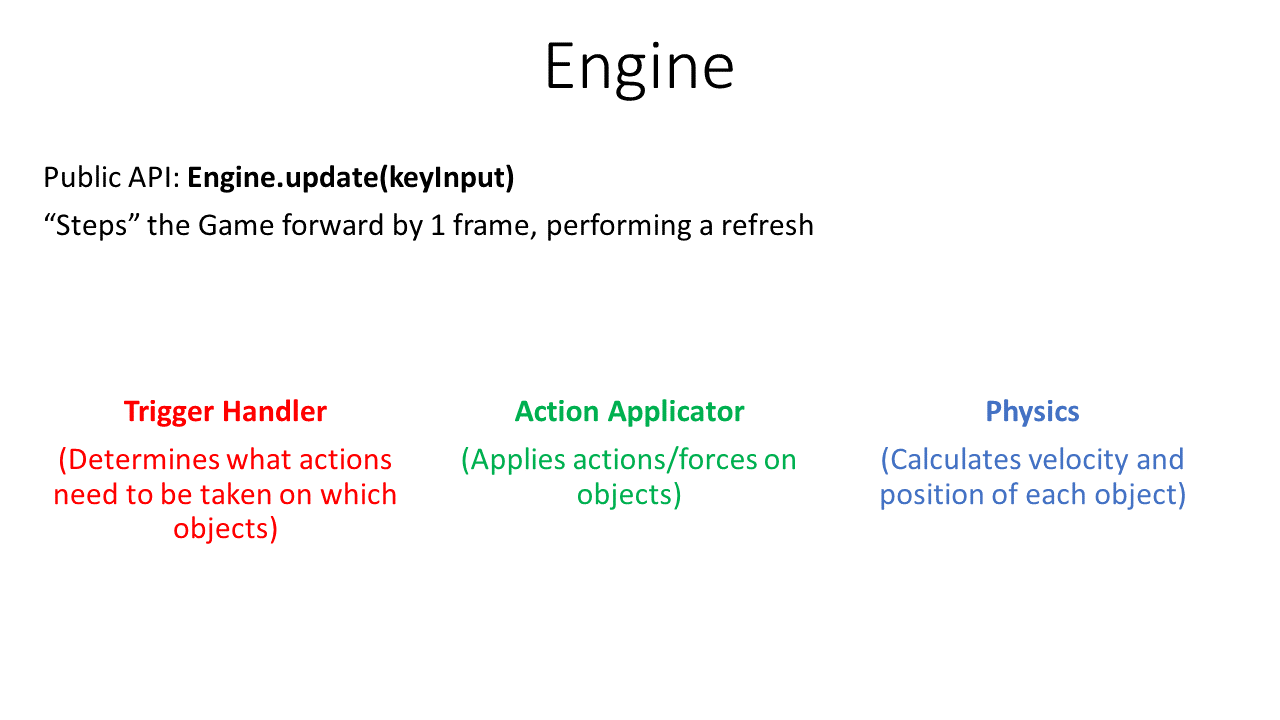 Engine
Public API: Engine.update(keyInput)
“Steps” the Game forward by 1 frame, performing a refresh
Trigger Handler
(Determines what actions
need to be taken on which
objects)
Action Applicator
(Applies actions/forces on
objects)
Physics
(Calculates velocity and
position of each object)